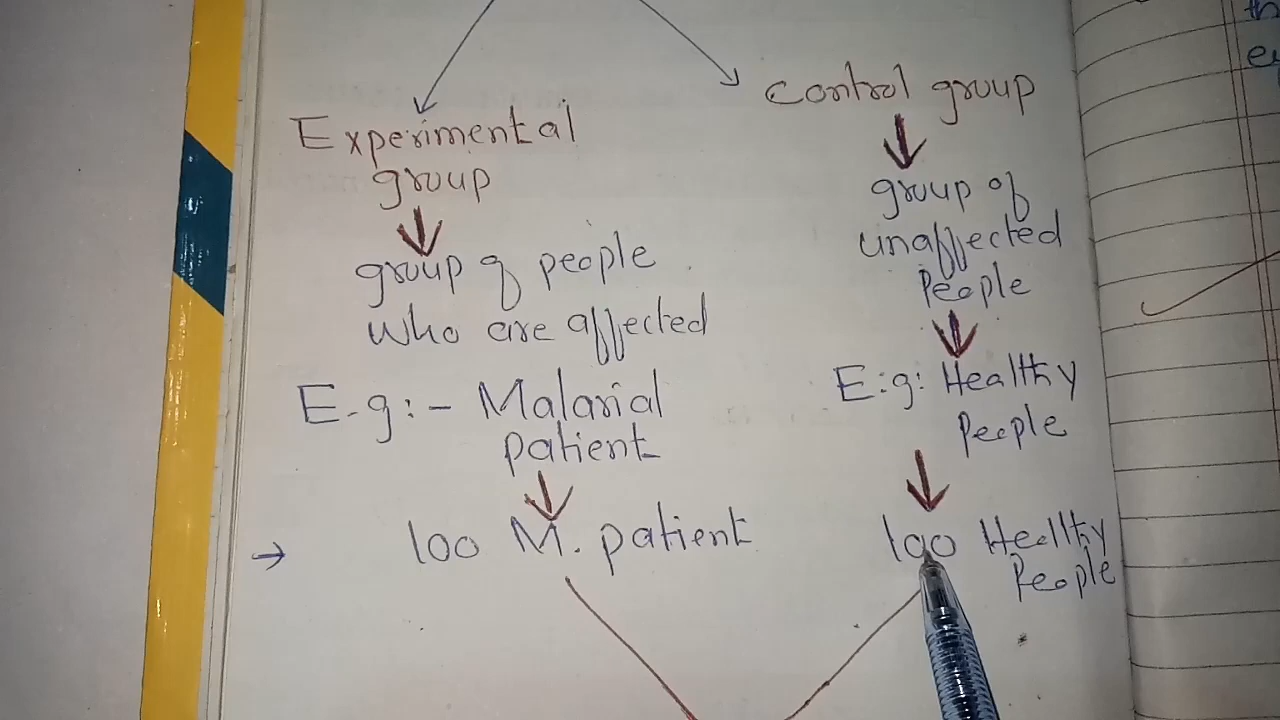 Experimental
group
group of people
who are affected
E.g:- Malarial
patient
→ 100 M. patient
Control group
group of
unaffected
People
E:g: Healthy
People
100 Heallty
People